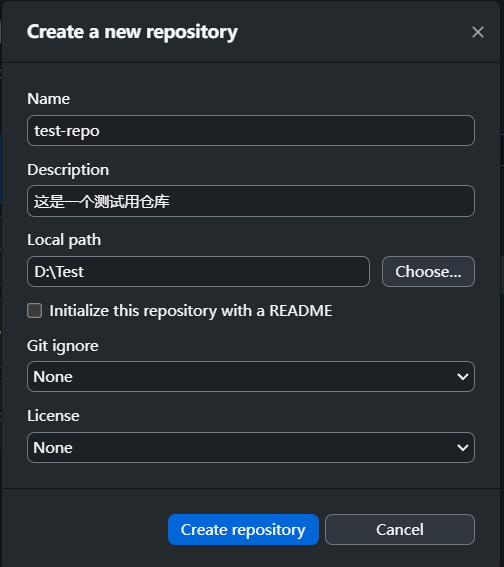 Create a new repository
Name
test-repo
Description
这是一个测试用仓库
Local path
D:\Test
Choose...
Initialize this repository with a README
Git ignore
None
License
None
Create repository
Cancel